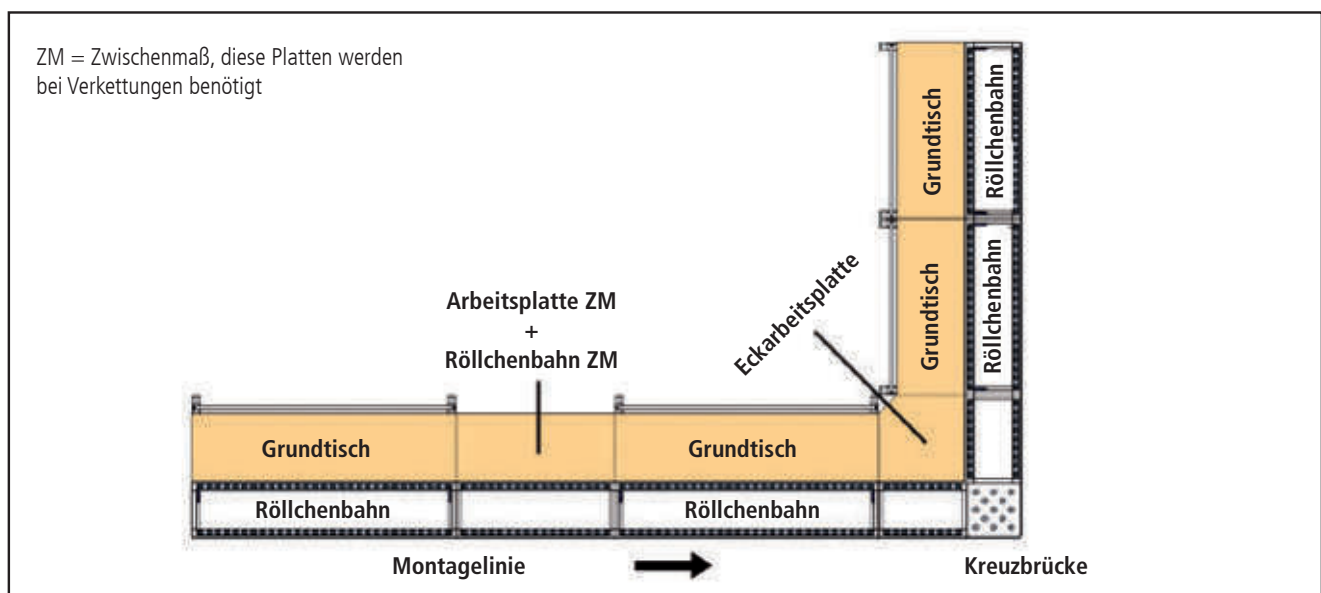 ZM = Zwischenmaß, diese Platten werden
bei Verkettungen benötigt
Grundtisch
Röllchenbahn
Grundtisch
Röllchenbahn
Arbeitsplatte ZM
+
Röllchenbahn ZM
Eckarbeitsplatte
Grundtisch
Grundtisch
Röllchenbahn
Röllchenbahn
Montagelinie
Kreuzbrücke